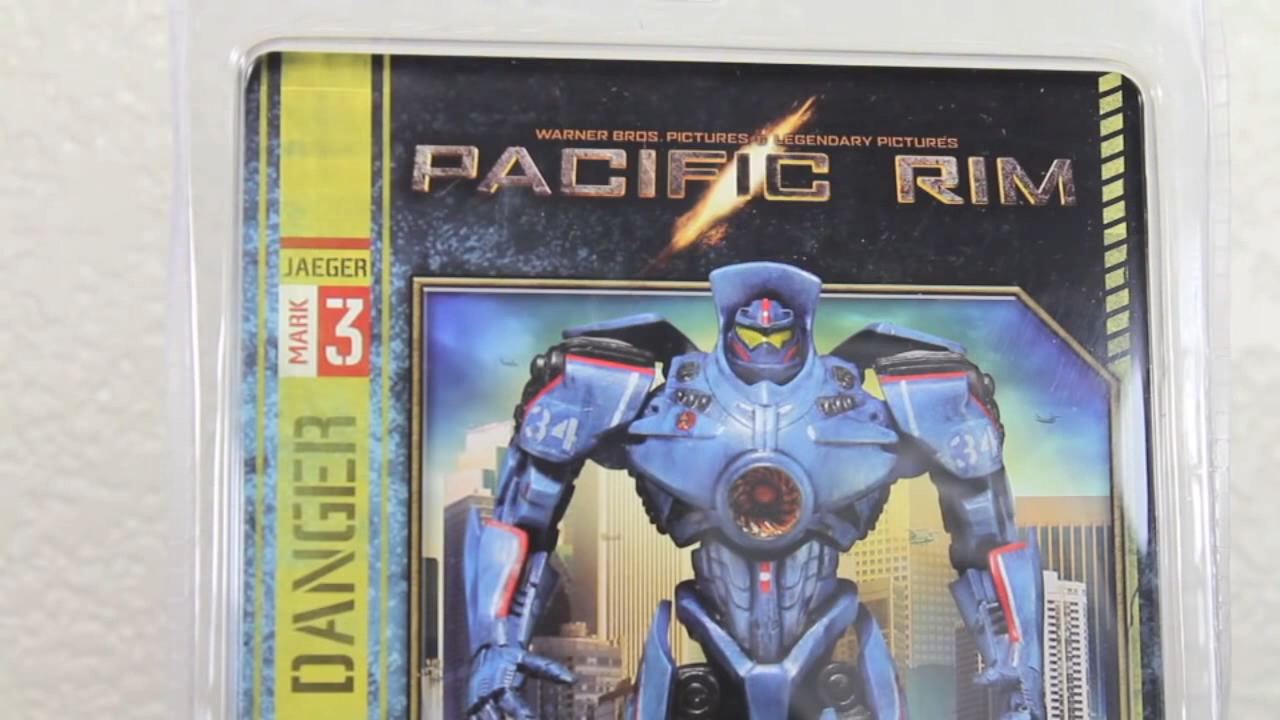 WARNER BROS. PICTURES LEGENDARY PICTURES
PACIFIC RIM
JAEGER
MARK
3
DANGER
34
34